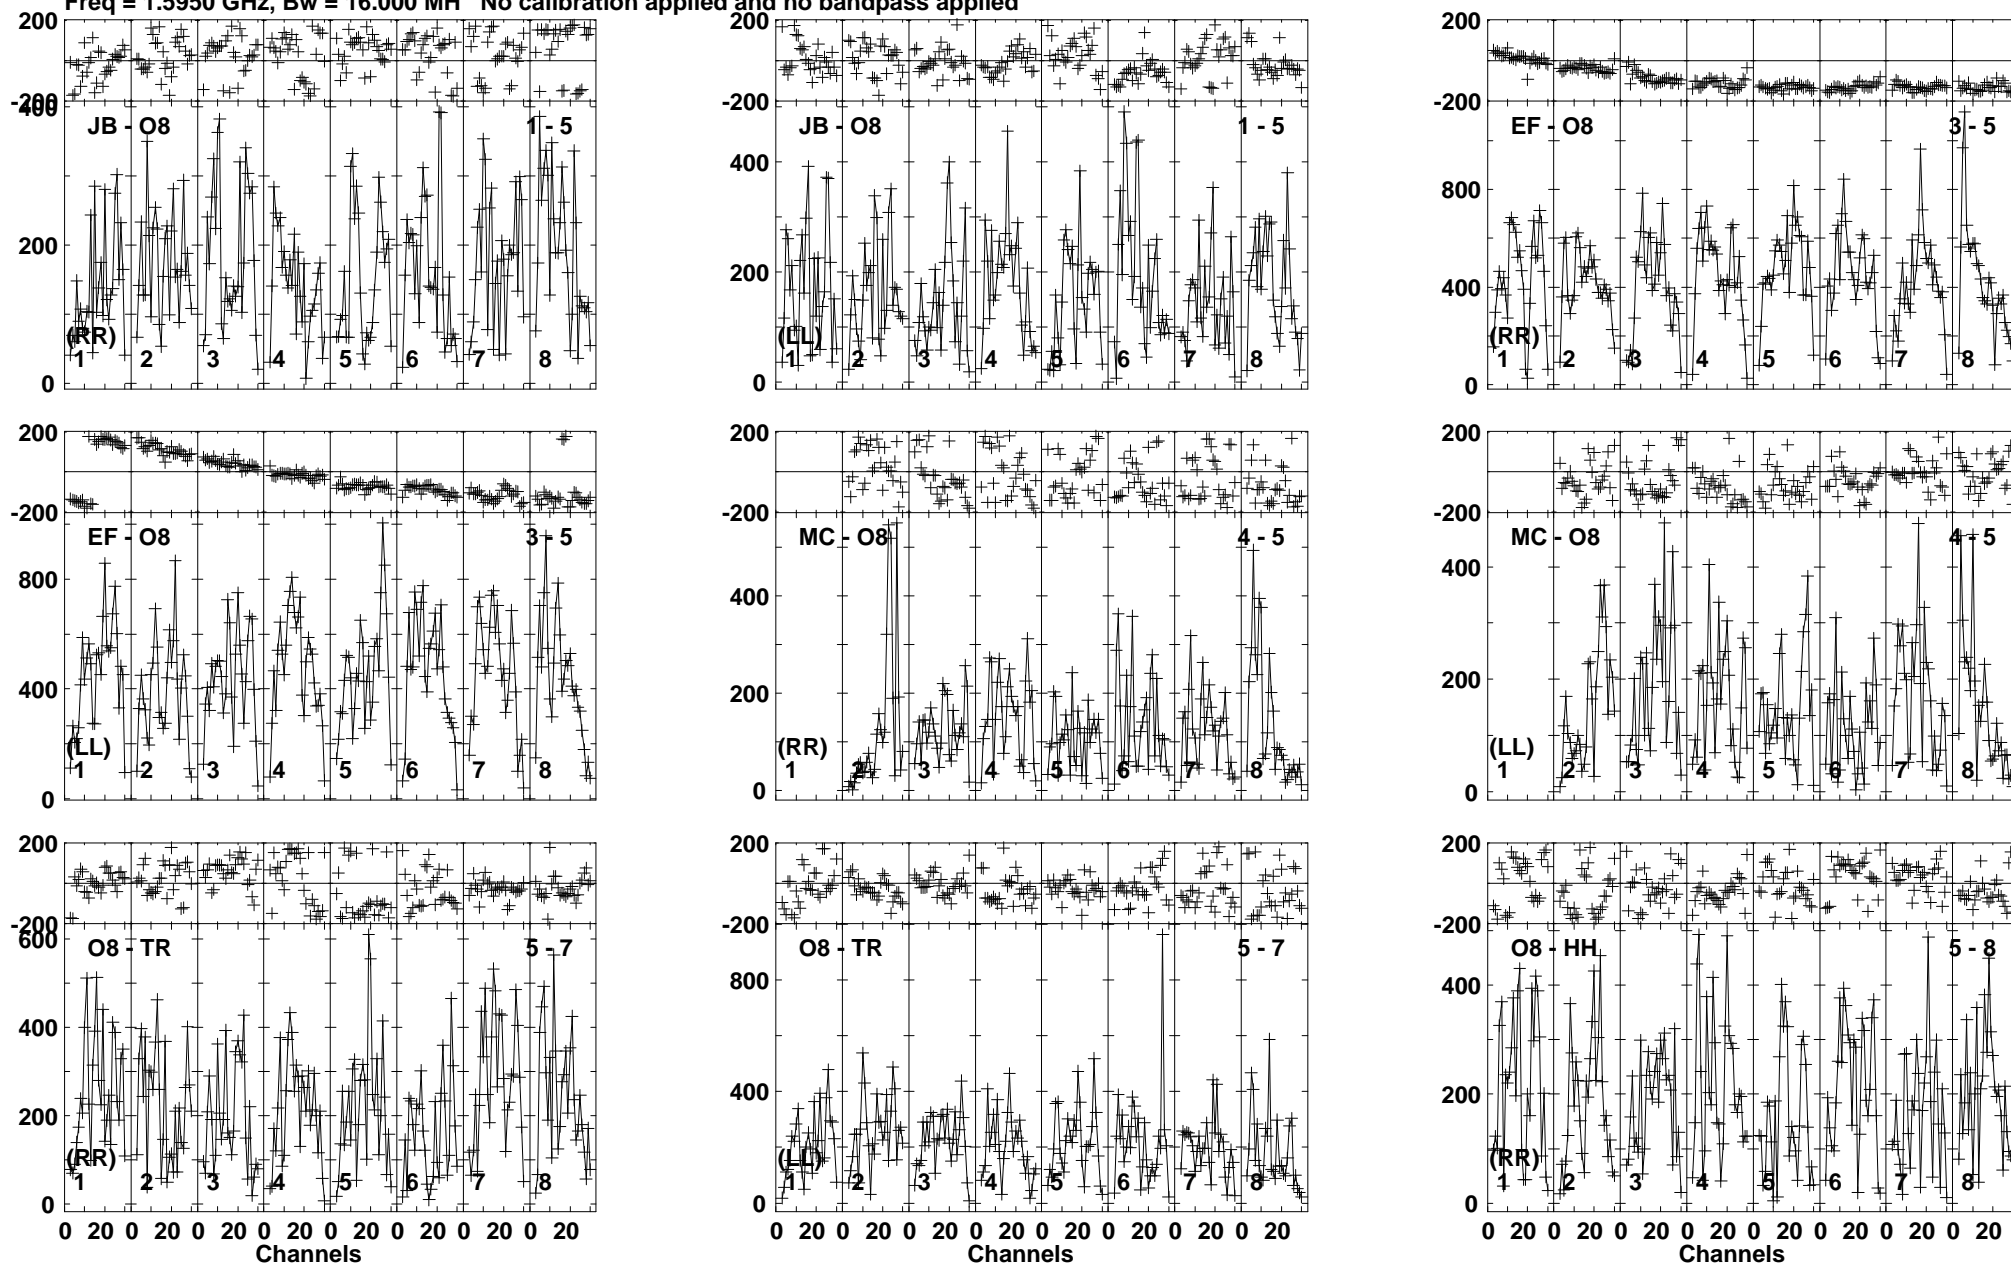 Freq = 1.5950 GHz, Bw = 16.000 MH No calibration applied and no bandpass applied
200 200 200
-200 -200 -200
400
JB - O8 1 - 5 JB - O8 1 - 5 EF - O8 3 - 5
400 800
200 200 400
(RR) (LL) (RR)
1 2 3 4 5 6 7 8 1 2 3 4 5 6 7 8 1 2 3 4 5 6 7 8
0 0 0
200 200 200
-200 -200 -200
EF - O8 3 - 5 MC - O8 4 - 5 MC - O8 4 - 5
800 400 400
400 200 200
(LL) (RR) (LL)
1 2 3 4 5 6 7 8 1 2 3 4 5 6 7 8 1 2 3 4 5 6 7 8
0 0 0
200 200 200
-200 -200 -200
600
O8 - TR 5 - 7 O8 - TR 5 - 7 O8 - HH 5 - 8
800 400
400 400 200
200
(RR) (LL) (RR)
1 2 3 4 5 6 7 8 1 2 3 4 5 6 7 8 1 2 3 4 5 6 7 8
0 0 0
0 20 0 20 0 20 0 20 0 20 0 20 0 20 0 20 0 20 0 20 0 20 0 20 0 20 0 20 0 20 0 20 0 20 0 20 0 20 0 20 0 20 0 20 0 20 0 20
Channels Channels Channels